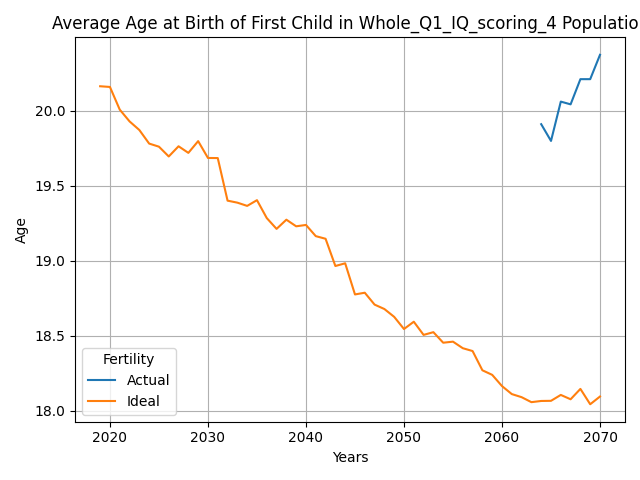 Average Age at Birth of First Child in Whole_Q1_IQ_scoring_4 Populatio
20.0
19.5
19.0
18.5
18.0
Age
Fertility
Actual
Ideal
2020 2030 2040 2050 2060 2070
Years